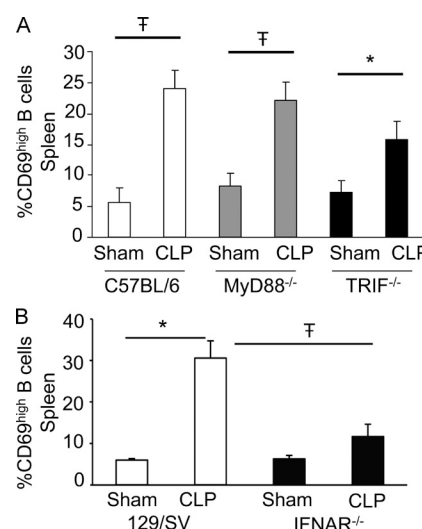 A
Ŧ
Ŧ
*
30
25
20
15
10
5
0
%CD69high B cells
Spleen
Sham CLP Sham CLP Sham CLP
C57BL/6 MyD88-/- TRIF-/-
B
*
Ŧ
40
30
20
10
0
%CD69high B cells
Spleen
Sham CLP Sham CLP
129/SV IFNAR-/-